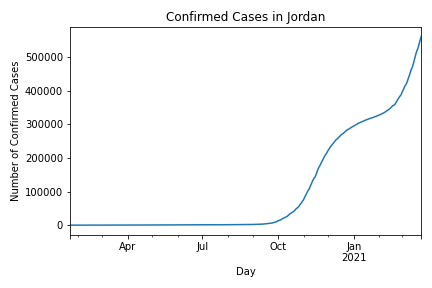 Confirmed Cases in Jordan
Number of Confirmed Cases
500000
400000
300000
200000
100000
0
Apr
Jul
Oct
Jan
2021
Day